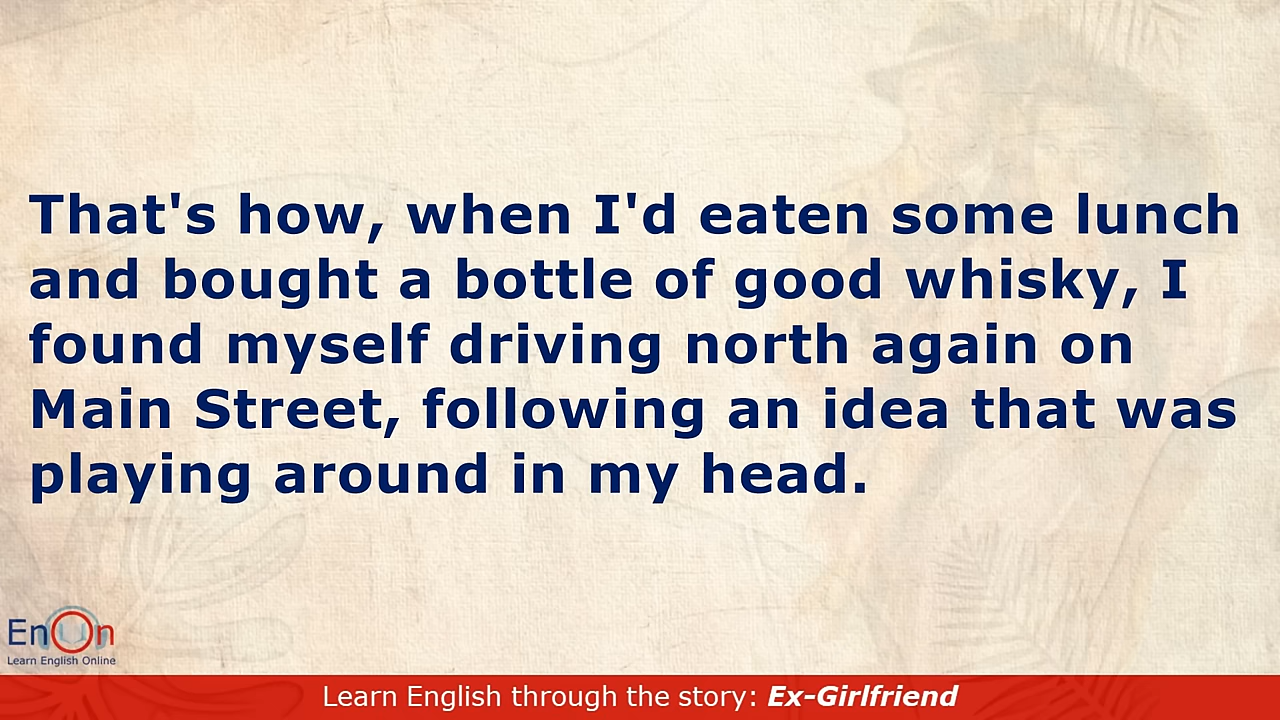 That's how, when I'd eaten some lunch
and bought a bottle of good whisky, I
found myself driving north again on
Main Street, following an idea that was
playing around in my head.
EnOn
Learn English Online
Learn English through the story: Ex-Girlfriend